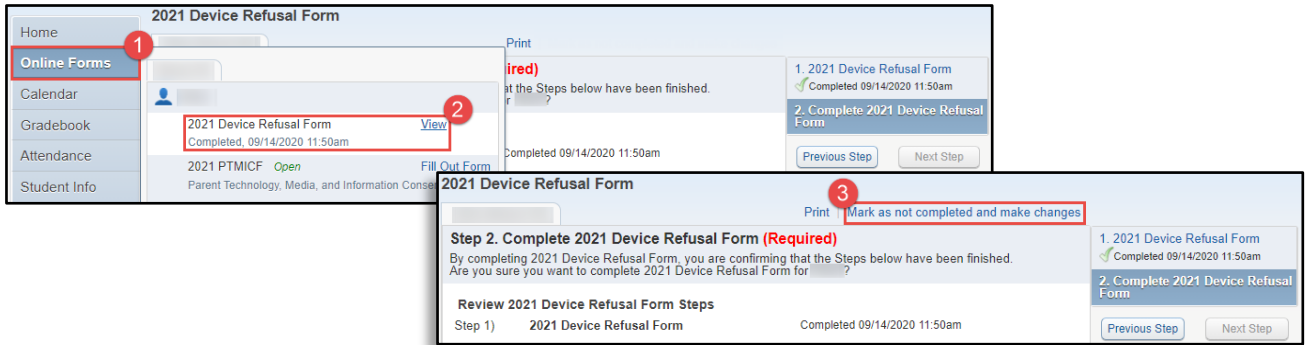 2021 Device Refusal Form
Home
Online Forms
Calendar
Gradebook
Attendance
Student Info
1
Print
ired)
at the Steps below have been finished.
r ?
2
2021 Device Refusal Form View
Completed, 09/14/2020 11:50am
Completed 09/14/2020 11:50am
2021 PTMICF Open Fill Out Form
Parent Technology, Media, and Information Conse
1. 2021 Device Refusal Form
Completed 09/14/2020 11:50am
2. Complete 2021 Device Refusal
Form
Previous Step Next Step
2021 Device Refusal Form
3
Print Mark as not completed and make changes
Step 2. Complete 2021 Device Refusal Form (Required)
By completing 2021 Device Refusal Form, you are confirming that the Steps below have been finished.
Are you sure you want to complete 2021 Device Refusal Form for ?
Review 2021 Device Refusal Form Steps
Step 1) 2021 Device Refusal Form Completed 09/14/2020 11:50am
1. 2021 Device Refusal Form
Completed 09/14/2020 11:50am
2. Complete 2021 Device Refusal
Form
Previous Step Next Step